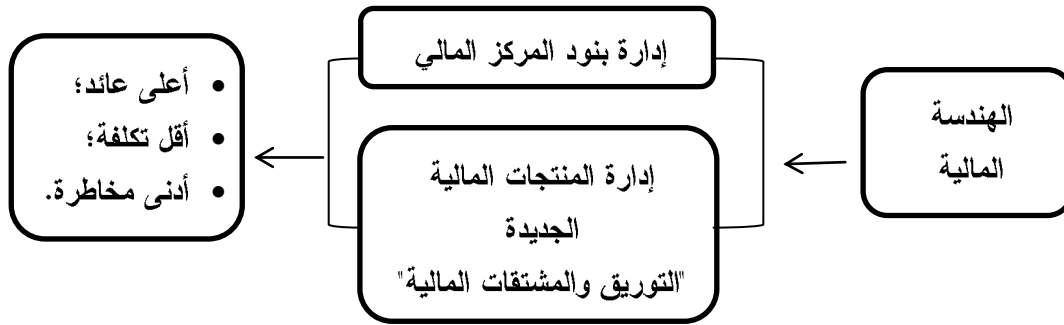 الهندسة
المالية
إدارة بنود المركز المالي
إدارة المنتجات المالية
الجديدة
"التوريق والمشتقات المالية"
• أعلى عائد؛
• أقل تكلفة؛
• أدنى مخاطرة.